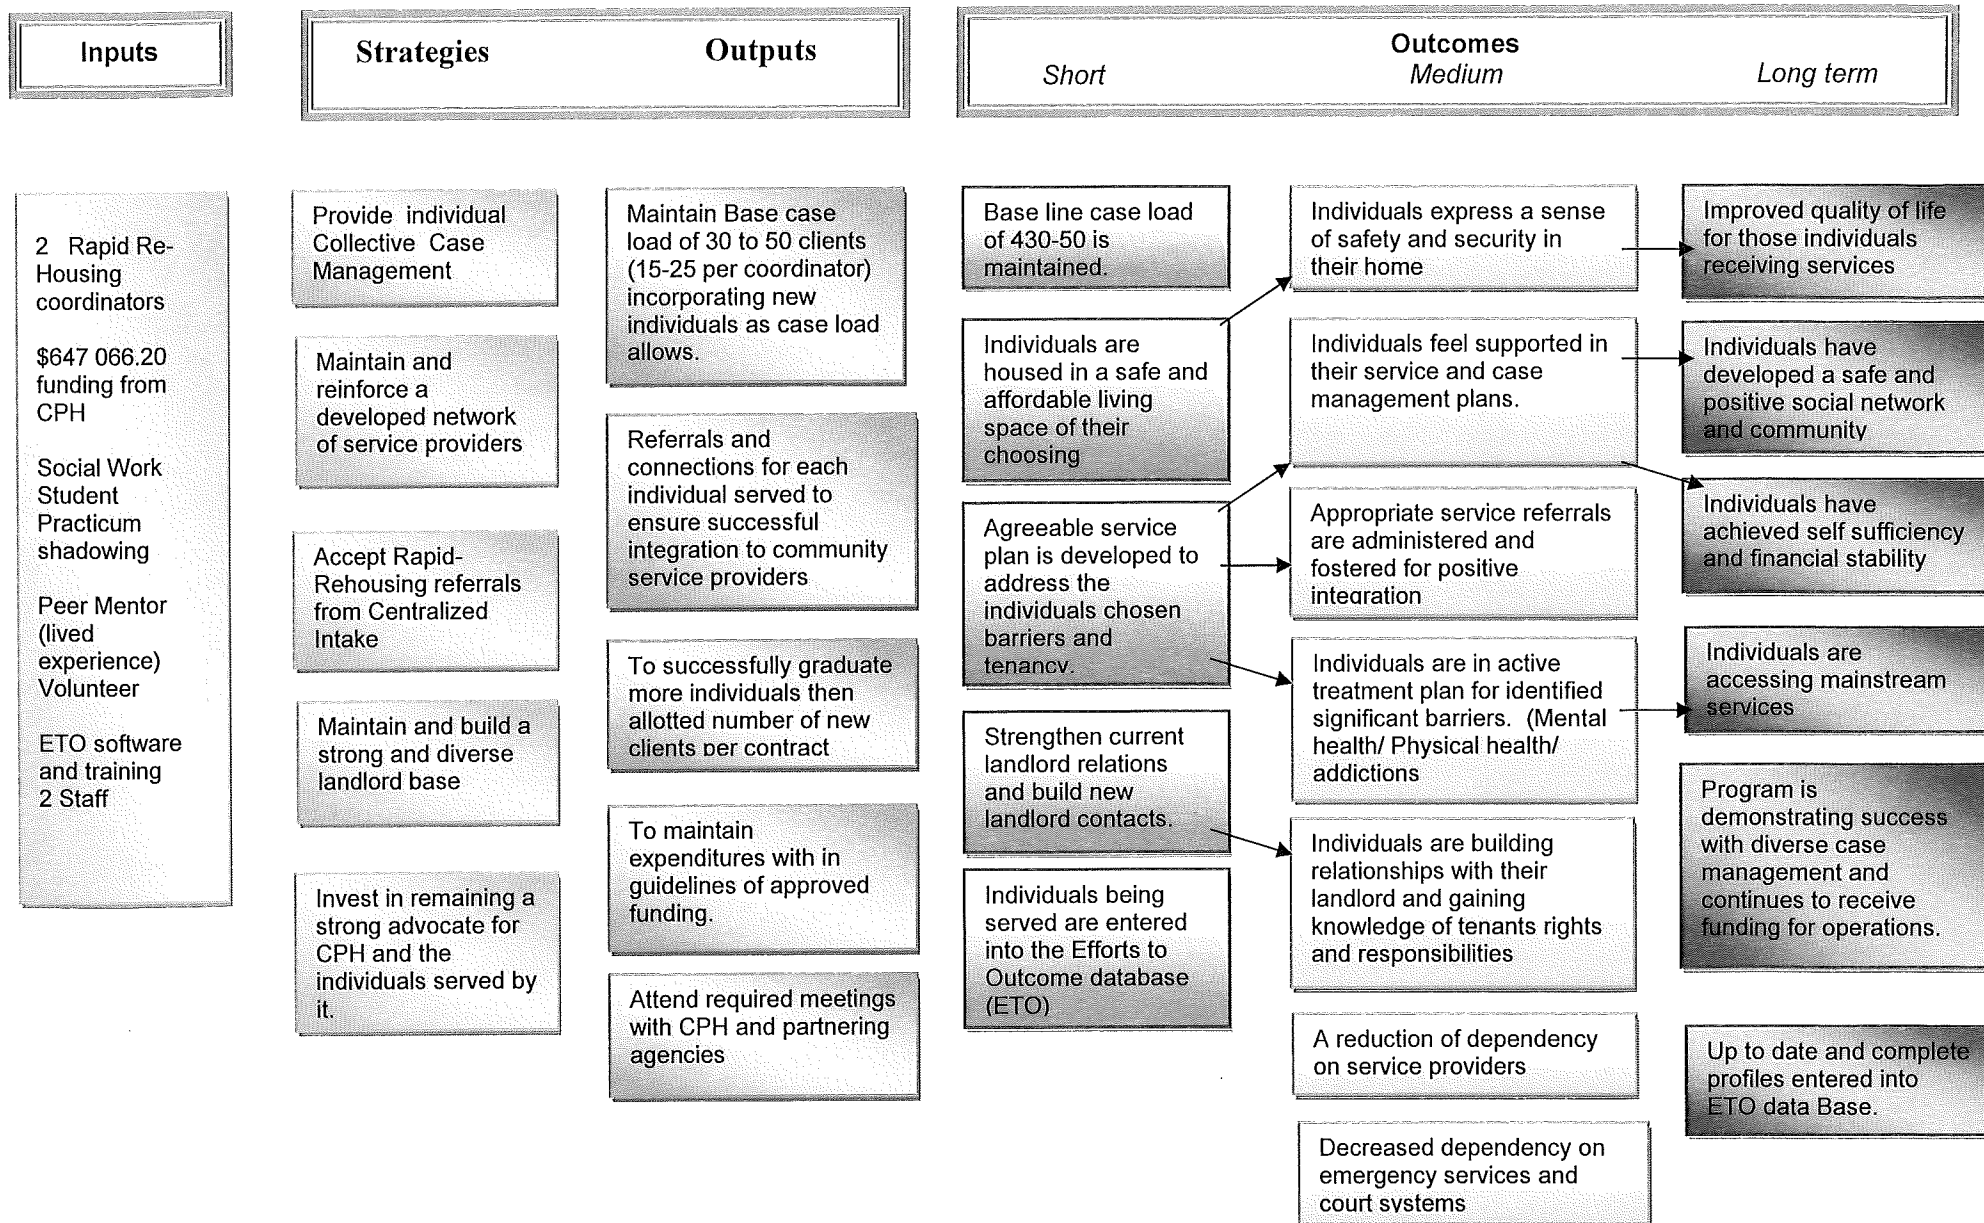 Inputs
Strategies
Outputs
Outcomes
Short
Medium
Long term
2 Rapid Re-
Housing
coordinators
$647 066.20
funding from
CPH
Social Work
Student
Practicum
shadowing
Peer Mentor
(lived
experience)
Volunteer
ETO software
and training
2 Staff
Provide individual
Collective Case
Management
Maintain and
reinforce a
developed network
of service providers
Accept Rapid-
Rehousing referrals
from Centralized
Intake
Maintain and build a
strong and diverse
landlord base
Invest in remaining a
strong advocate for
CPH and the
individuals served by
it.
Maintain Base case
load of 30 to 50 clients
(15-25 per coordinator)
incorporating new
individuals as case load
allows.
Referrals and
connections for each
individual served to
ensure successful
integration to community
service providers
To successfully graduate
more individuals then
allotted number of new
clients per contract
To maintain
expenditures with in
guidelines of approved
funding.
Attend required meetings
with CPH and partnering
agencies
Base line case load
of 430-50 is
maintained.
Individuals are
housed in a safe and
affordable living
space of their
choosing
Agreeable service
plan is developed to
address the
individuals chosen
barriers and
tenancy.
Strengthen current
landlord relations
and build new
landlord contacts.
Individuals being
served are entered
into the Efforts to
Outcome database
(ETO)
Individuals express a sense
of safety and security in
their home
Individuals feel supported in
their service and case
management plans.
Appropriate service referrals
are administered and
fostered for positive
integration
Individuals are in active
treatment plan for identified
significant barriers. (Mental
health/ Physical health/
addictions
Individuals are building
relationships with their
landlord and gaining
knowledge of tenants rights
and responsibilities
A reduction of dependency
on service providers
Decreased dependency on
emergency services and
court systems
Improved quality of life
for those individuals
receiving services
Individuals have
developed a safe and
positive social network
and community
Individuals have
achieved self sufficiency
and financial stability
Individuals are
accessing mainstream
services
Program is
demonstrating success
with diverse case
management and
continues to receive
funding for operations.
Up to date and complete
profiles entered into
ETO data Base.